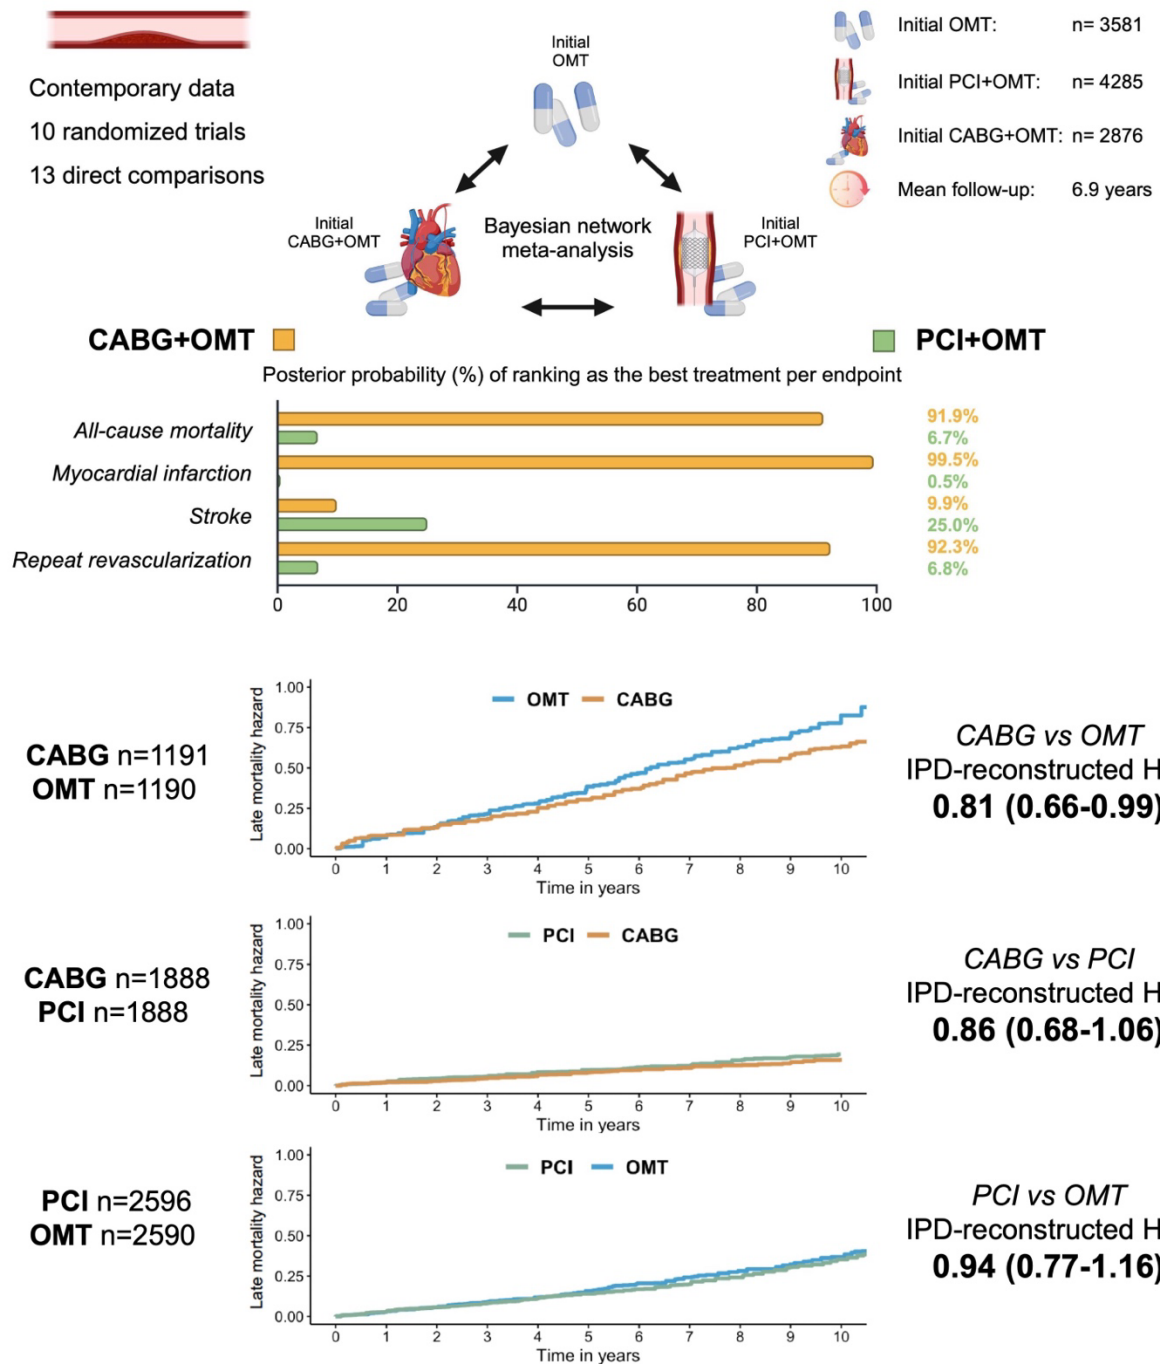 Contemporary data
10 randomized trials
13 direct comparisons
Initial
OMT
Initial OMT: n= 3581
Initial PCI+OMT: n= 4285
Initial CABG+OMT: n= 2876
Mean follow-up: 6.9 years
Initial
CABG+OMT
Bayesian network
meta-analysis
Initial
PCI+OMT
CABG+OMT
PCI+OMT
Posterior probability (%) of ranking as the best treatment per endpoint
All-cause mortality
91.9%
6.7%
Myocardial infarction
99.5%
0.5%
Stroke
9.9%
25.0%
Repeat revascularization
92.3%
6.8%
0 20 40 60 80 100
CABG n=1191
OMT n=1190
Late mortality hazard
1.00
0.75
0.50
0.25
0.00
OMT CABG
0 1 2 3 4 5 6 7 8 9 10
Time in years
CABG vs OMT
IPD-reconstructed H
0.81 (0.66-0.99)
CABG n=1888
PCI n=1888
Late mortality hazard
1.00
0.75
0.50
0.25
0.00
PCI CABG
0 1 2 3 4 5 6 7 8 9 10
Time in years
CABG vs PCI
IPD-reconstructed H
0.86 (0.68-1.06)
PCI n=2596
OMT n=2590
Late mortality hazard
1.00
0.75
0.50
0.25
0.00
PCI OMT
0 1 2 3 4 5 6 7 8 9 10
Time in years
PCI vs OMT
IPD-reconstructed H
0.94 (0.77-1.16)